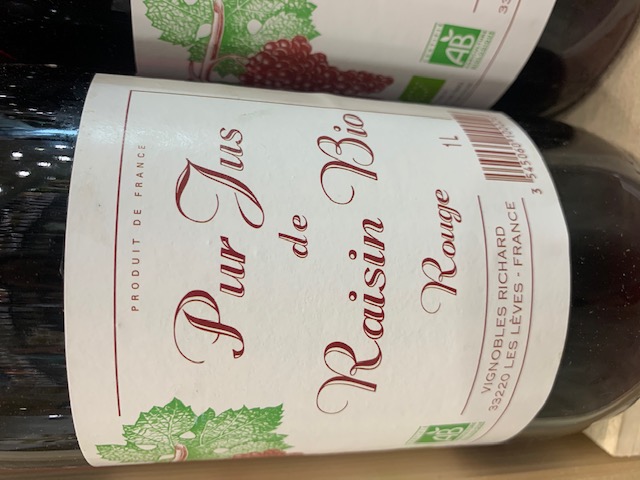 PRODUIT DE FRANCE
Pur Jus
de
Raisin Bio
Rouge
1L
VIGNOBLES RICHARD
33220 LES LÈVES - FRANCE
AB
AB